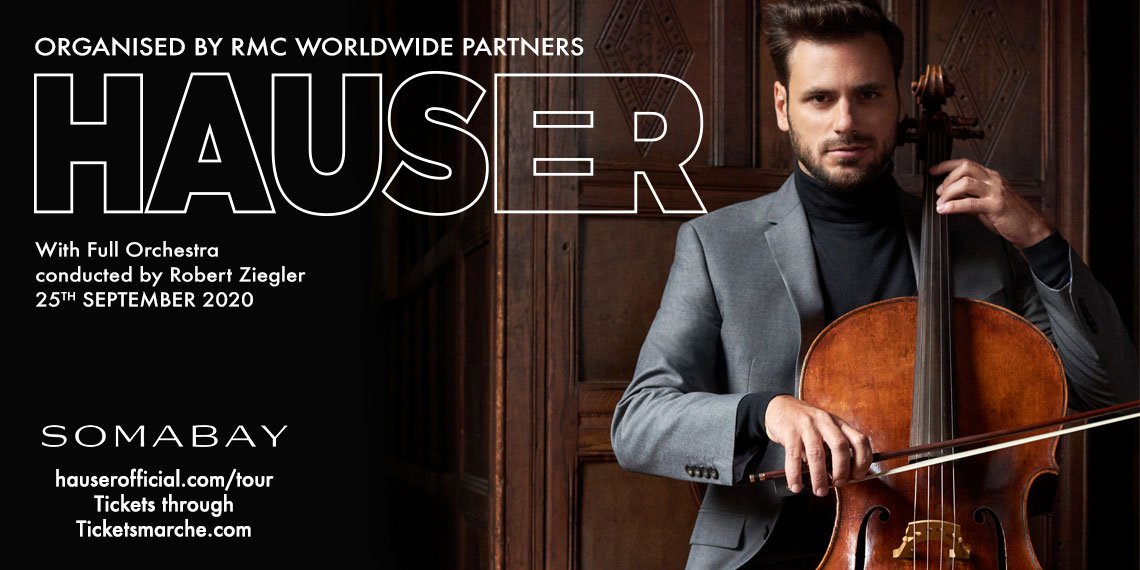 ORGANISED BY RMC WORLDWIDE PARTNERS
HAUSER
With Full Orchestra
conducted by Robert Ziegler
25TH SEPTEMBER 2020
SOMABAY
hauserofficial.com/tour
Tickets through
Ticketsmarche.com